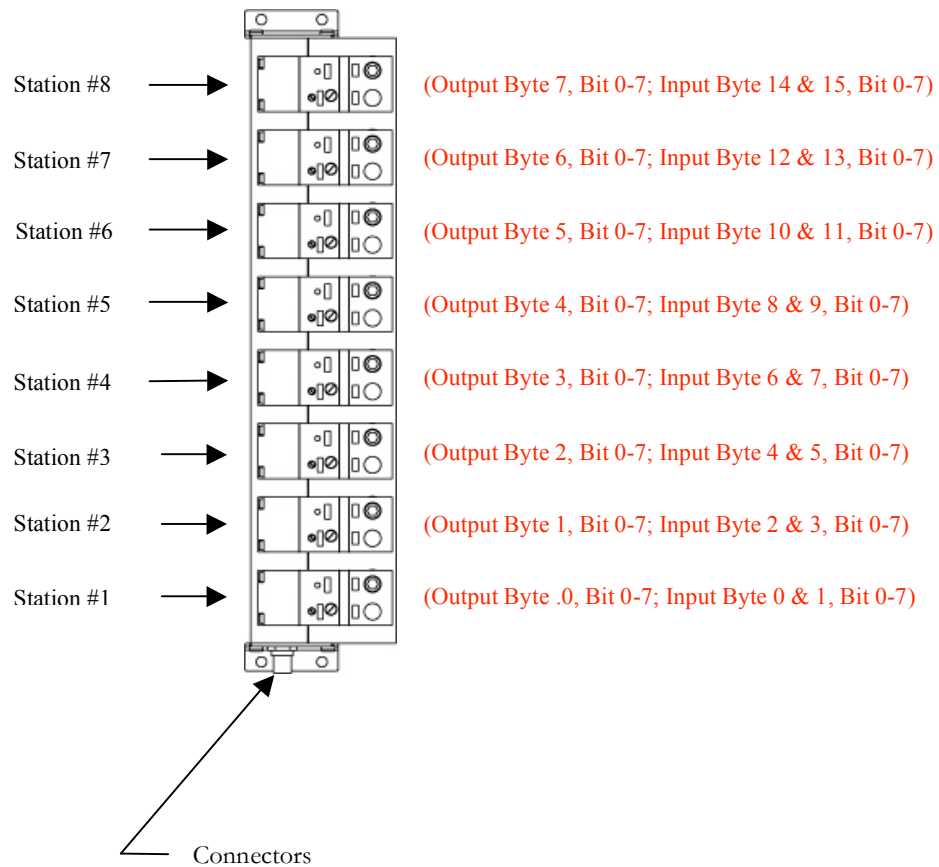 Station #8 (Output Byte 7, Bit 0-7; Input Byte 14 & 15, Bit 0-7)
Station #7 (Output Byte 6, Bit 0-7; Input Byte 12 & 13, Bit 0-7)
Station #6 (Output Byte 5, Bit 0-7; Input Byte 10 & 11, Bit 0-7)
Station #5 (Output Byte 4, Bit 0-7; Input Byte 8 & 9, Bit 0-7)
Station #4 (Output Byte 3, Bit 0-7; Input Byte 6 & 7, Bit 0-7)
Station #3 (Output Byte 2, Bit 0-7; Input Byte 4 & 5, Bit 0-7)
Station #2 (Output Byte 1, Bit 0-7; Input Byte 2 & 3, Bit 0-7)
Station #1 (Output Byte .0, Bit 0-7; Input Byte 0 & 1, Bit 0-7)
Connectors